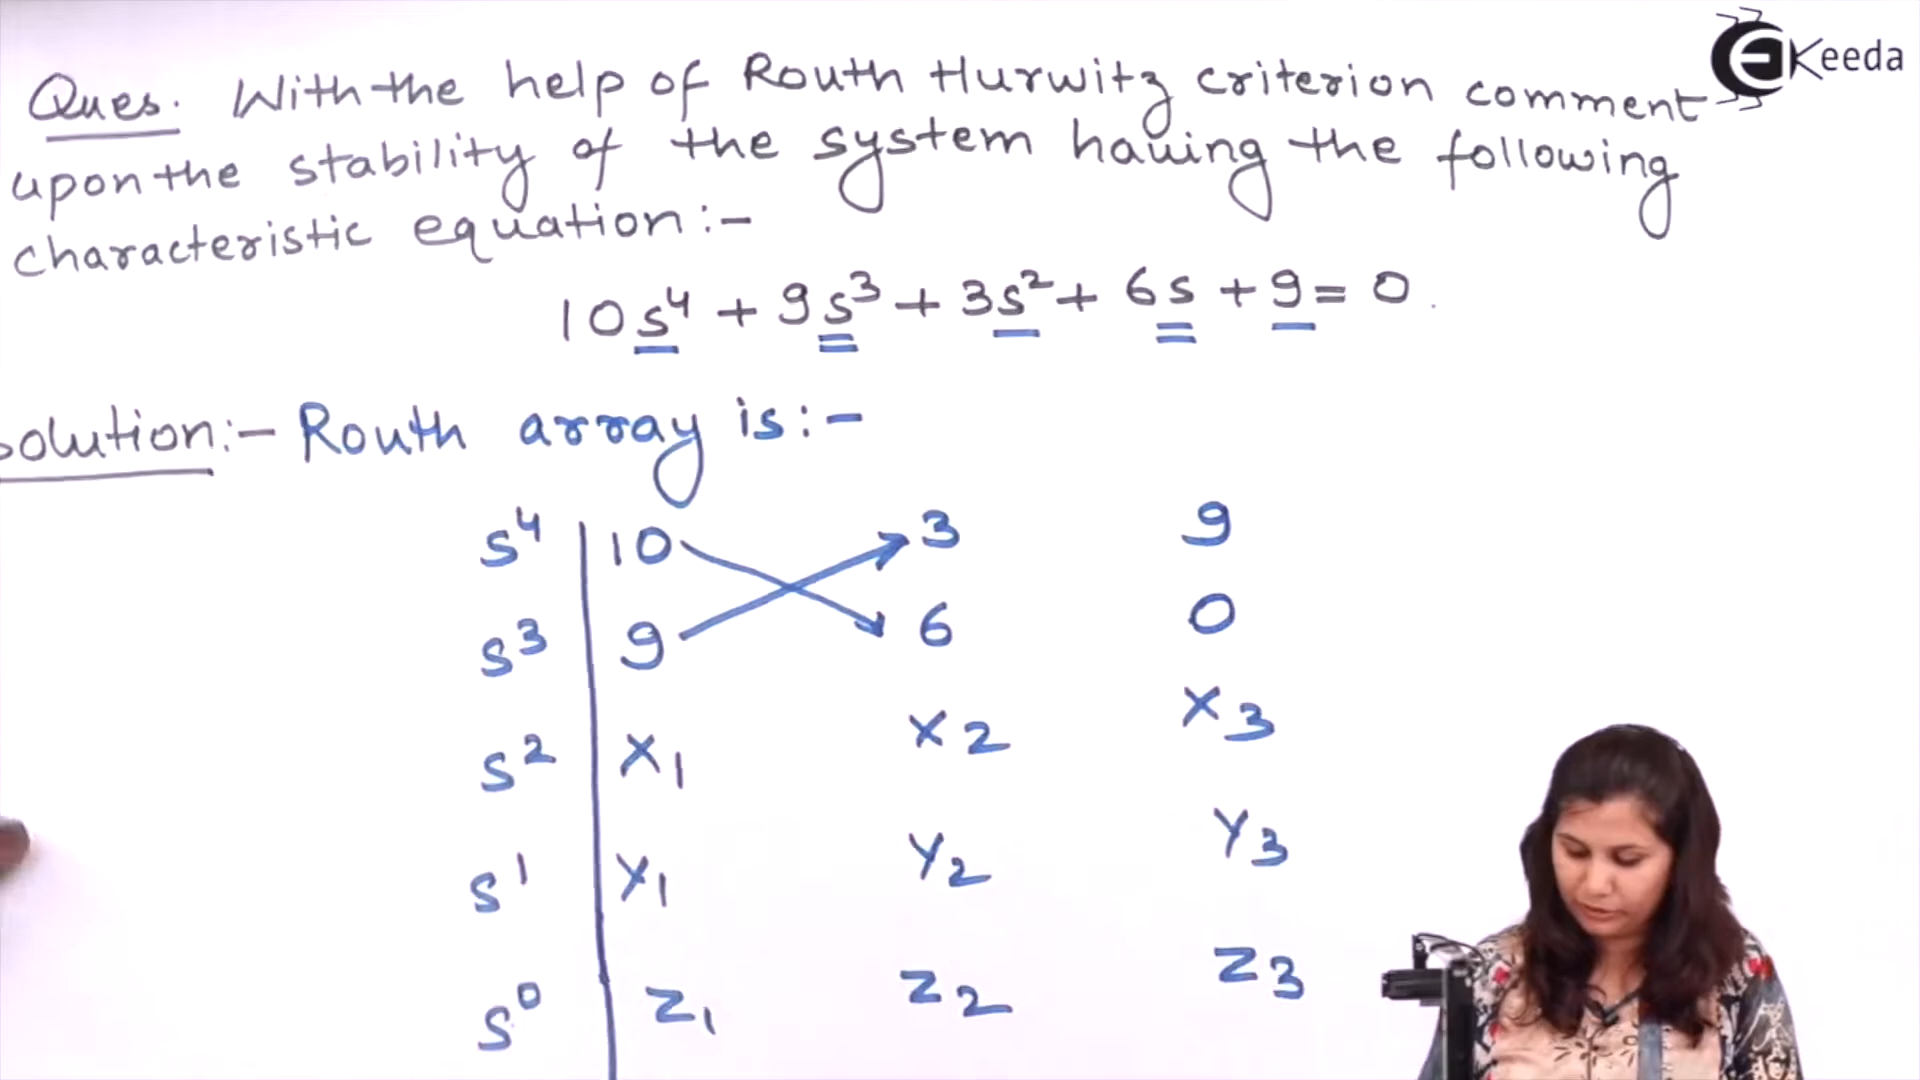 Keeda
Ques. With the help of Routh Hurwitz criterion comment
upon the stability of the system having the following
characteristic equation:-
10s⁴ + 9s³ + 3s² + 6s + 9 = 0.
solution:- Routh array is:-
s⁴ 10 3 9
s³ 9 6 0
s² X₁ X₂ X₃
s¹ Y₁ Y₂ Y₃
s⁰ Z₁ Z₂ Z₃